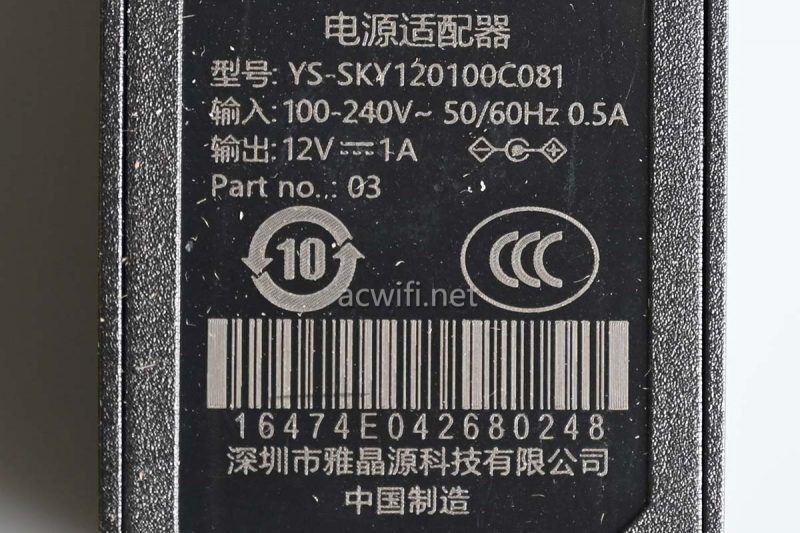 电源适配器
型号: YS-SKY120100C081
输入: 100-240V~ 50/60Hz 0.5A
输出: 12V⎓1A
Part no.: 03
10
CCC
acwifi.net
16474E042680248
深圳市雅晶源科技有限公司
中国制造